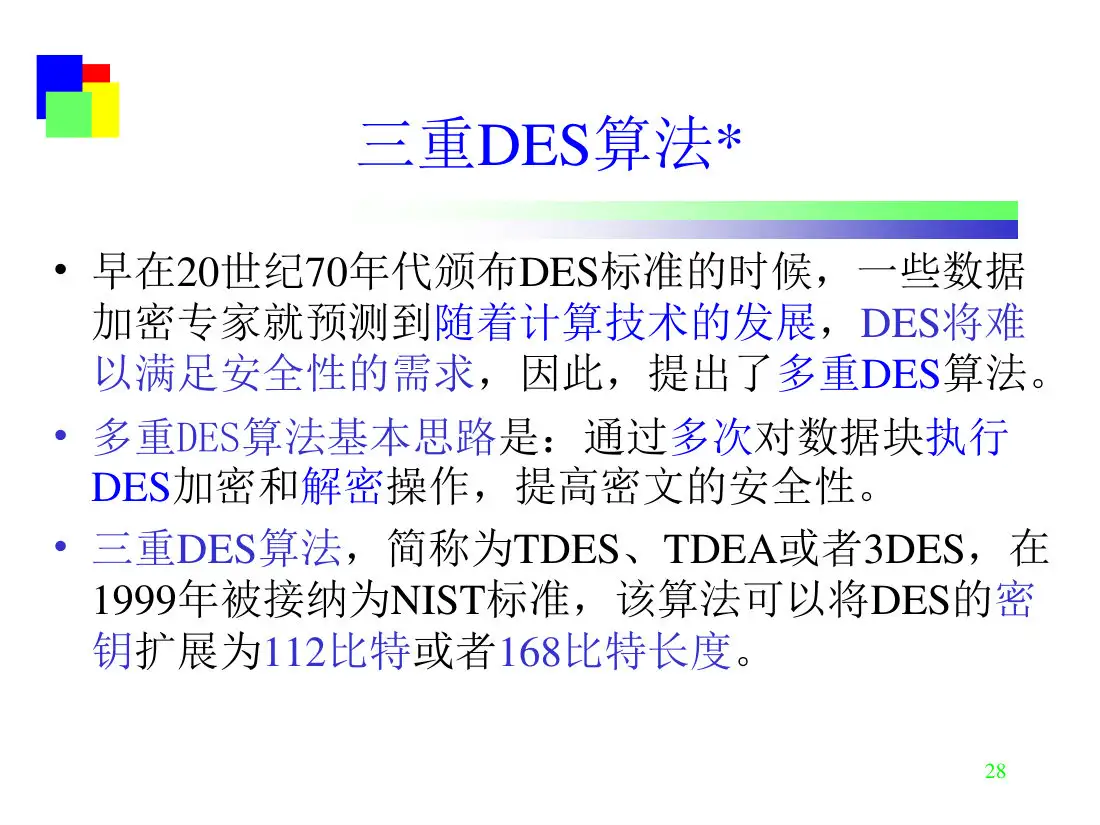 三重DES算法*
• 早在20世纪70年代颁布DES标准的时候，一些数据
加密专家就预测到随着计算技术的发展，DES将难
以满足安全性的需求，因此，提出了多重DES算法。
• 多重DES算法基本思路是：通过多次对数据块执行
DES加密和解密操作，提高密文的安全性。
• 三重DES算法，简称为TDES、TDEA或者3DES，在
1999年被接纳为NIST标准，该算法可以将DES的密
钥扩展为112比特或者168比特长度。
28